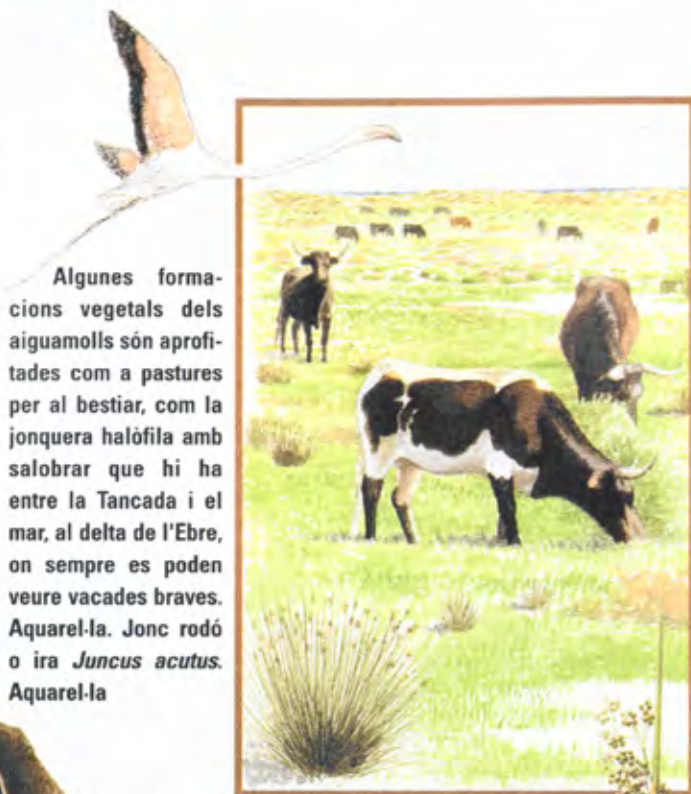 Algunes forma-
cions vegetals dels
aiguamolls són aprofi-
tades com a pastures
per al bestiar, com la
jonquera halòfila amb
salobrar que hi ha
entre la Tancada i el
mar, al delta de l'Ebre,
on sempre es poden
veure vacades braves.
Aquarel·la. Jonc rodó
o ira Juncus acutus.
Aquarel·la